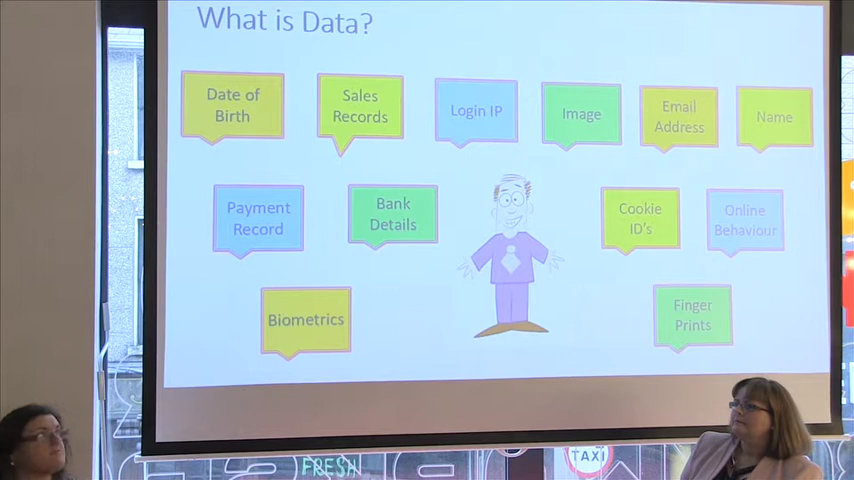 What is Data?
Date of
Birth
Sales
Records
Login IP
Image
Email
Address
Name
Payment
Record
Bank
Details
Cookie
ID's
Online
Behaviour
Biometrics
Finger
Prints
FRESH
TAXI